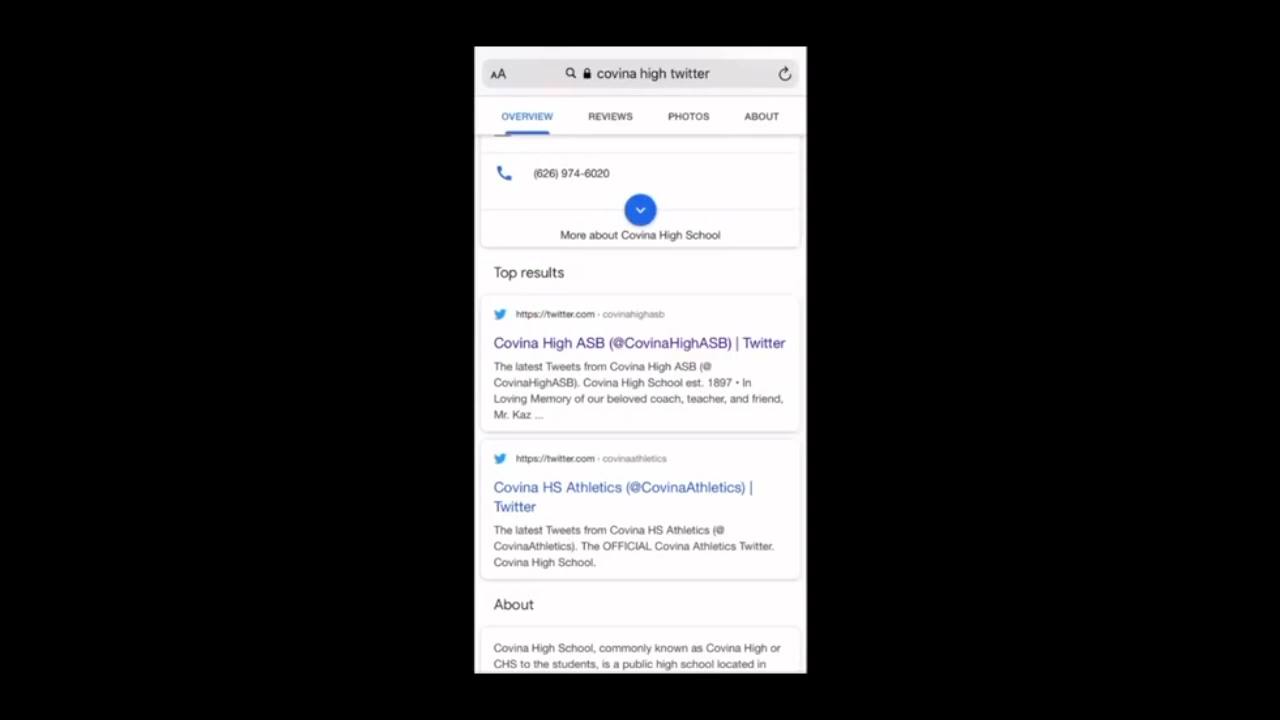 AA covina high twitter
OVERVIEW REVIEWS PHOTOS ABOUT
(626) 974-6020
More about Covina High School
Top results
https://twitter.com › covinahighasb
Covina High ASB (@CovinaHighASB) | Twitter
The latest Tweets from Covina High ASB (@
CovinaHighASB). Covina High School est. 1897 • In
Loving Memory of our beloved coach, teacher, and friend,
Mr. Kaz ...
https://twitter.com › covinaathletics
Covina HS Athletics (@CovinaAthletics) |
Twitter
The latest Tweets from Covina HS Athletics (@
CovinaAthletics). The OFFICIAL Covina Athletics Twitter.
Covina High School.
About
Covina High School, commonly known as Covina High or
CHS to the students, is a public high school located in